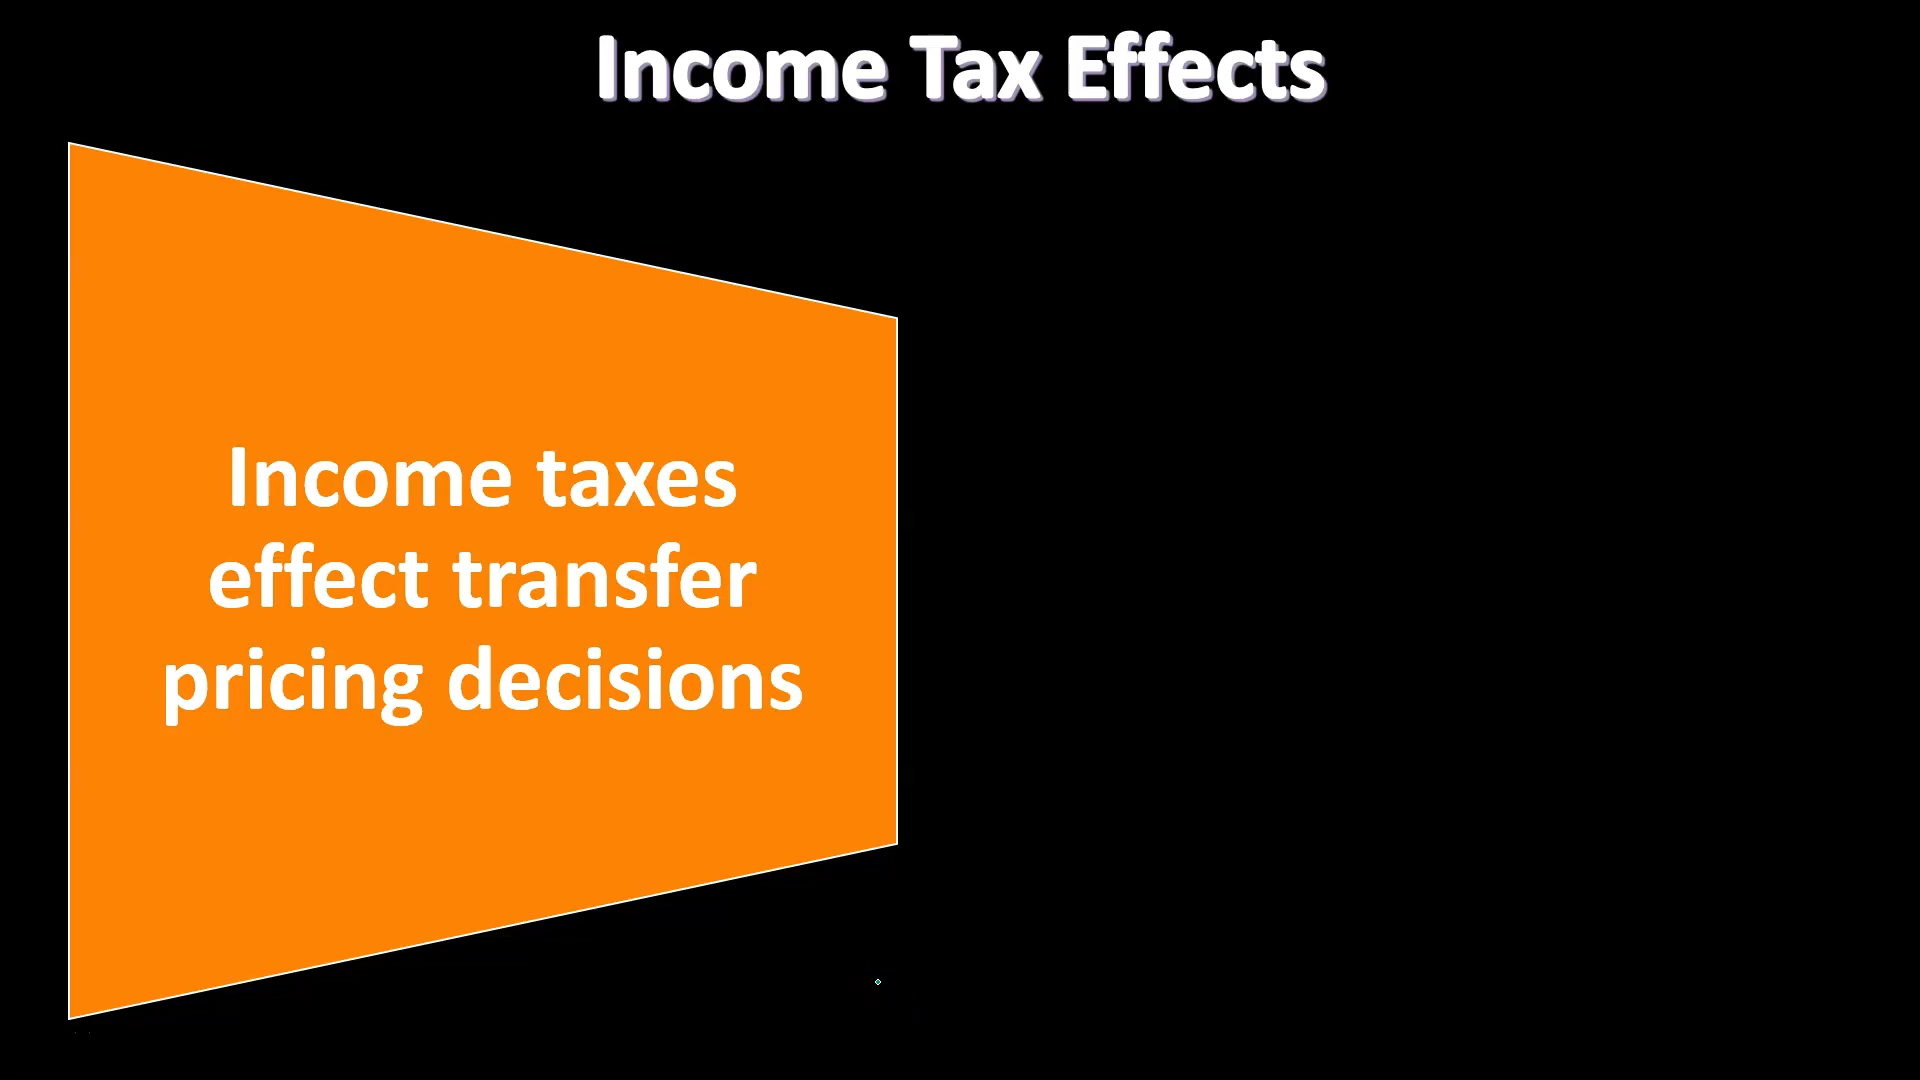 Income Tax Effects
Income taxes
effect transfer
pricing decisions